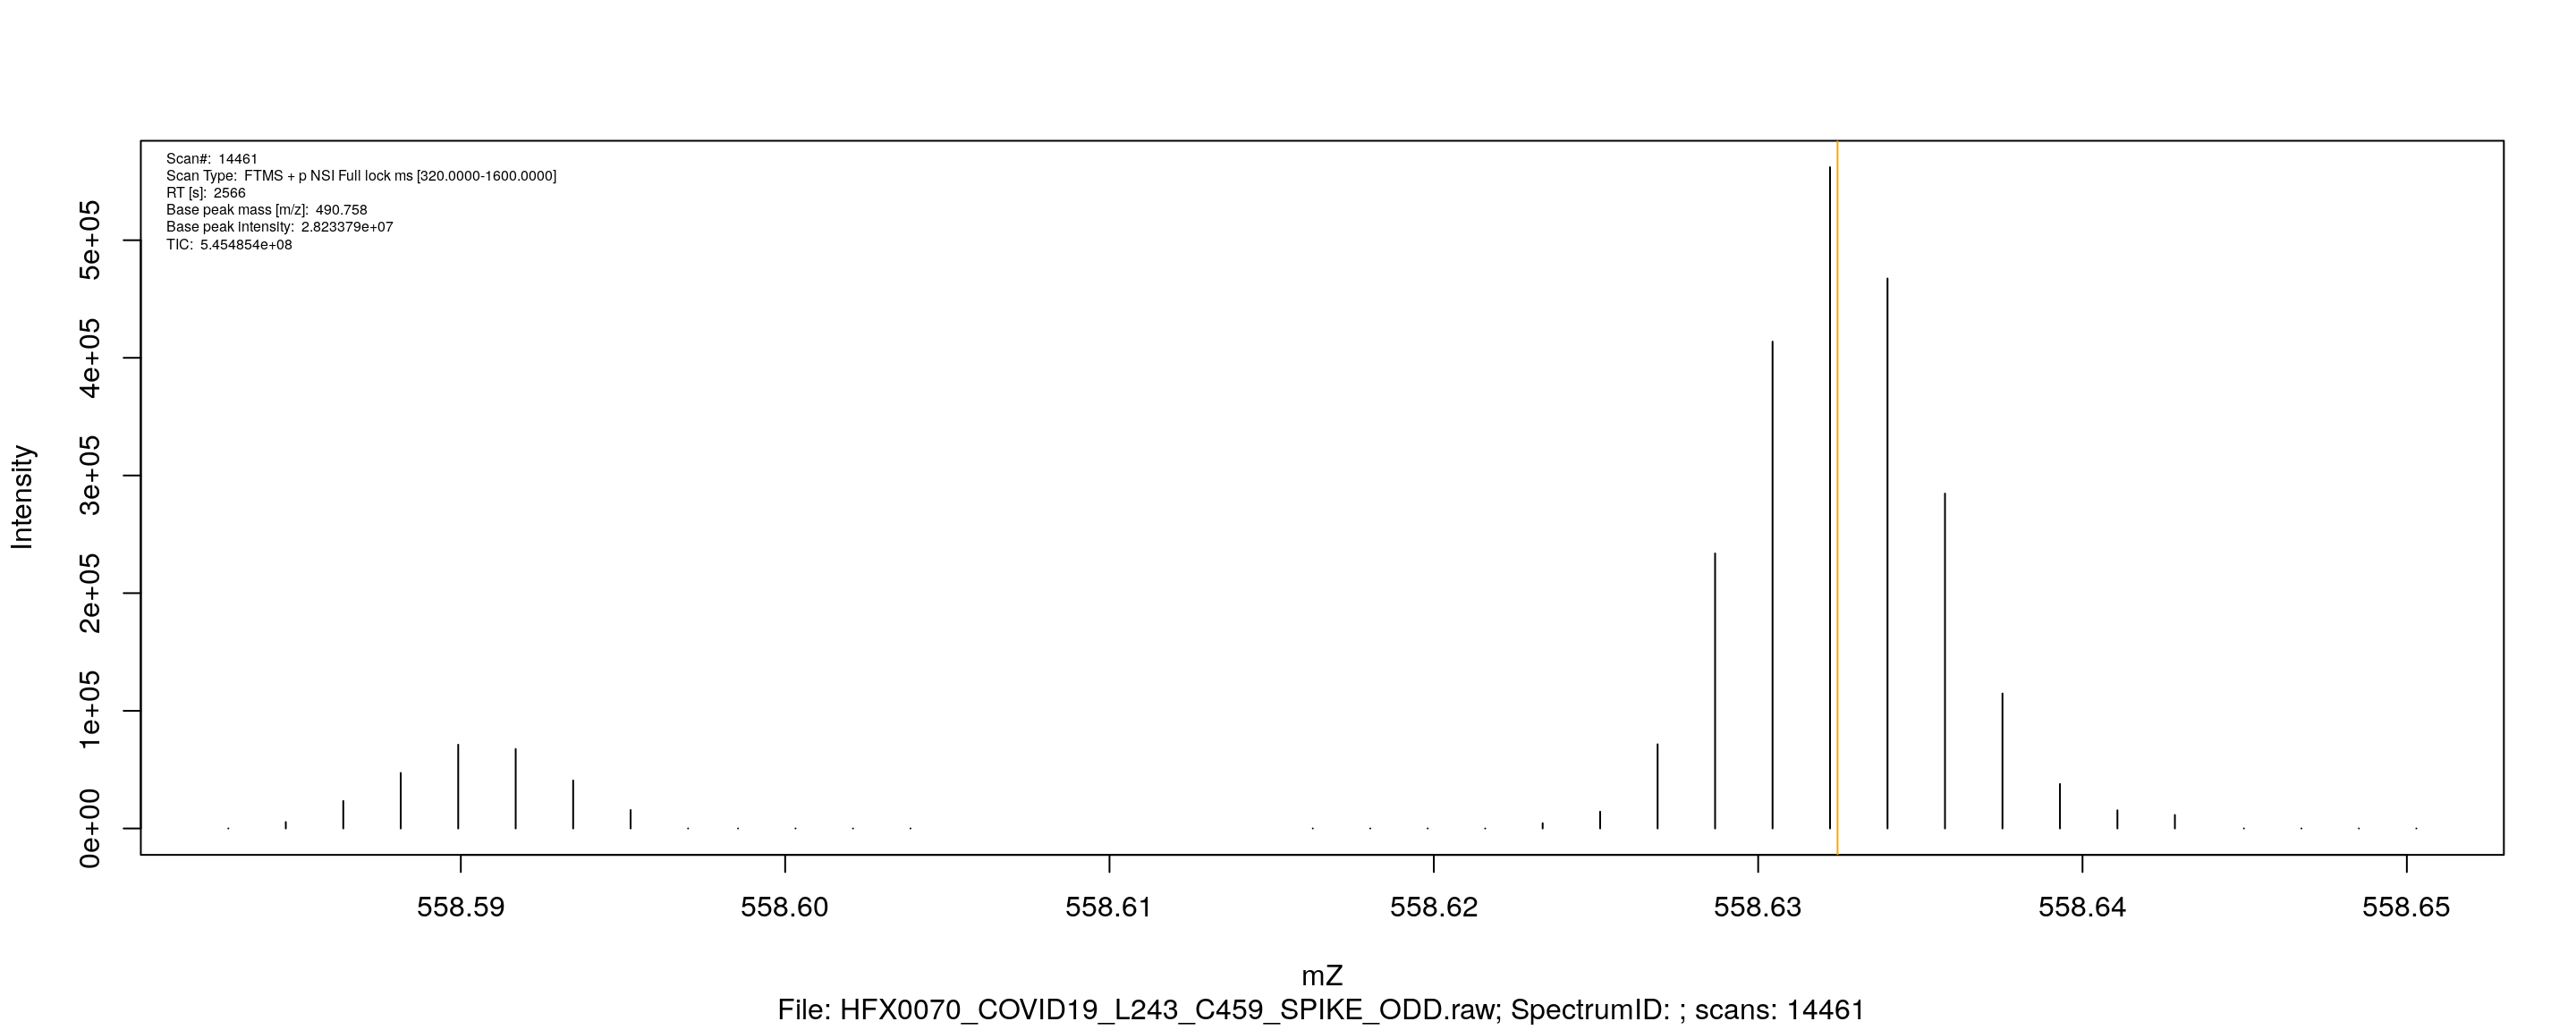 Scan#: 14461
Scan Type: FTMS + p NSI Full lock ms [320.0000-1600.0000]
RT [s]: 2566
Base peak mass [m/z]: 490.758
Base peak intensity: 2.823379e+07
TIC: 5.454854e+08
Intensity
5e+05
4e+05
3e+05
2e+05
1e+05
0e+00
558.59 558.60 558.61 558.62 558.63 558.64 558.65
mZ
File: HFX0070_COVID19_L243_C459_SPIKE_ODD.raw; SpectrumID: ; scans: 14461